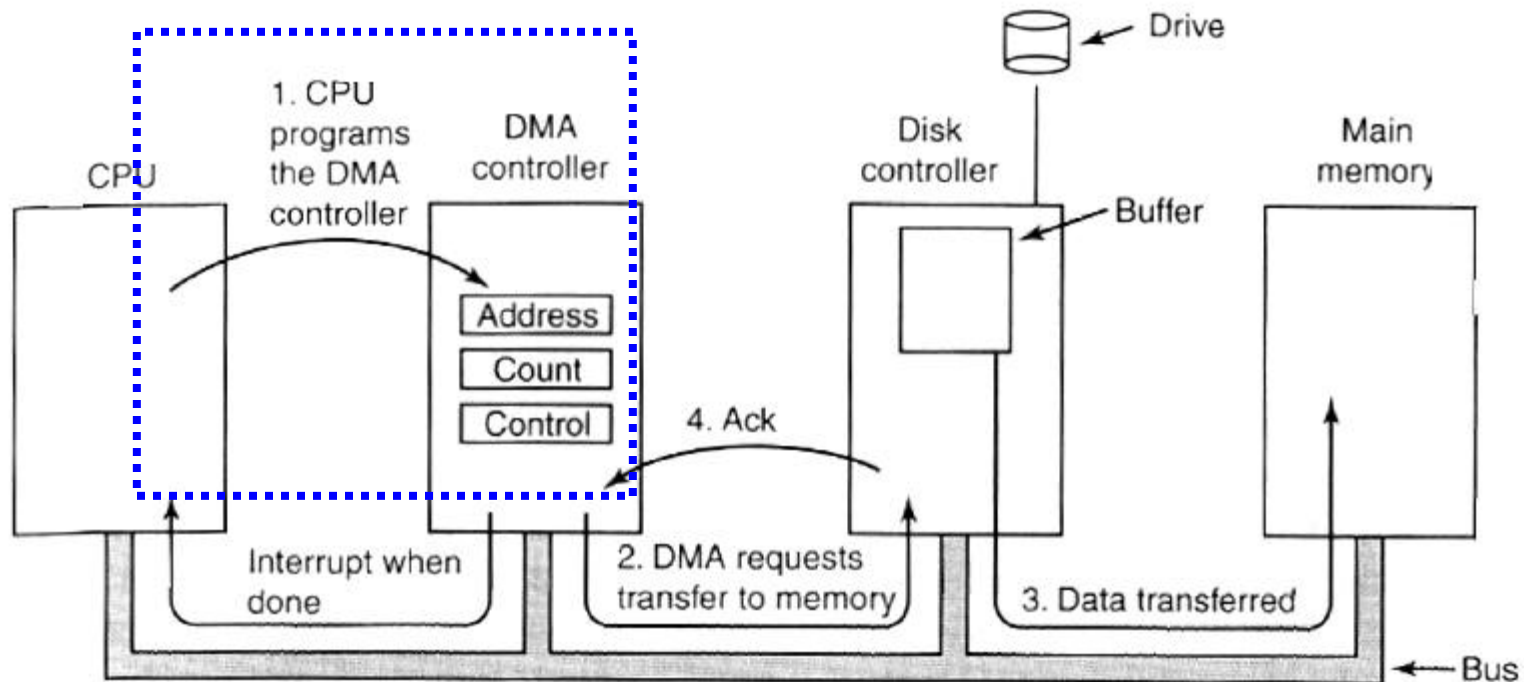 Drive
1. CPU
programs
the DMA
controller
DMA
controller
Disk
controller
Main
memory
CPU
Buffer
Address
Count
Control
4. Ack
Interrupt when
done
2. DMA requests
transfer to memory
3. Data transferred
Bus